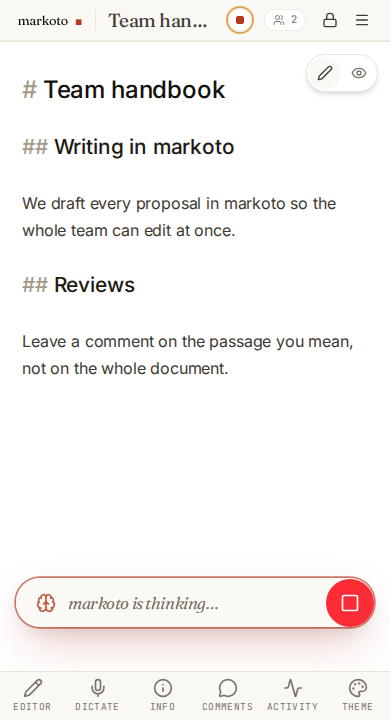 markoto
Team han...
2
# Team handbook
## Writing in markoto
We draft every proposal in markoto so the
whole team can edit at once.
## Reviews
Leave a comment on the passage you mean,
not on the whole document.
markoto is thinking...
EDITOR DICTATE INFO COMMENTS ACTIVITY THEME